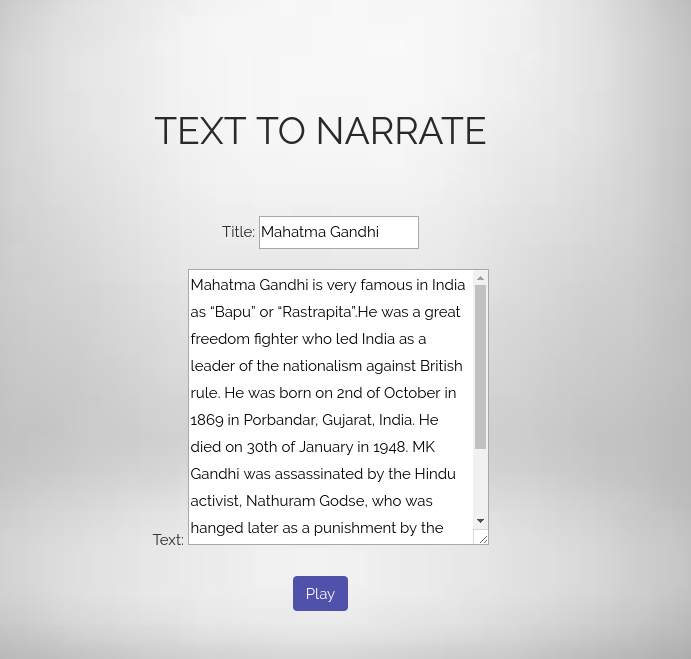 TEXT TO NARRATE
Title: Mahatma Gandhi
Mahatma Gandhi is very famous in India
as “Bapu” or “Rastrapita”.He was a great
freedom fighter who led India as a
leader of the nationalism against British
rule. He was born on 2nd of October in
1869 in Porbandar, Gujarat, India. He
died on 30th of January in 1948. MK
Gandhi was assassinated by the Hindu
activist, Nathuram Godse, who was
hanged later as a punishment by the
Text:
Play